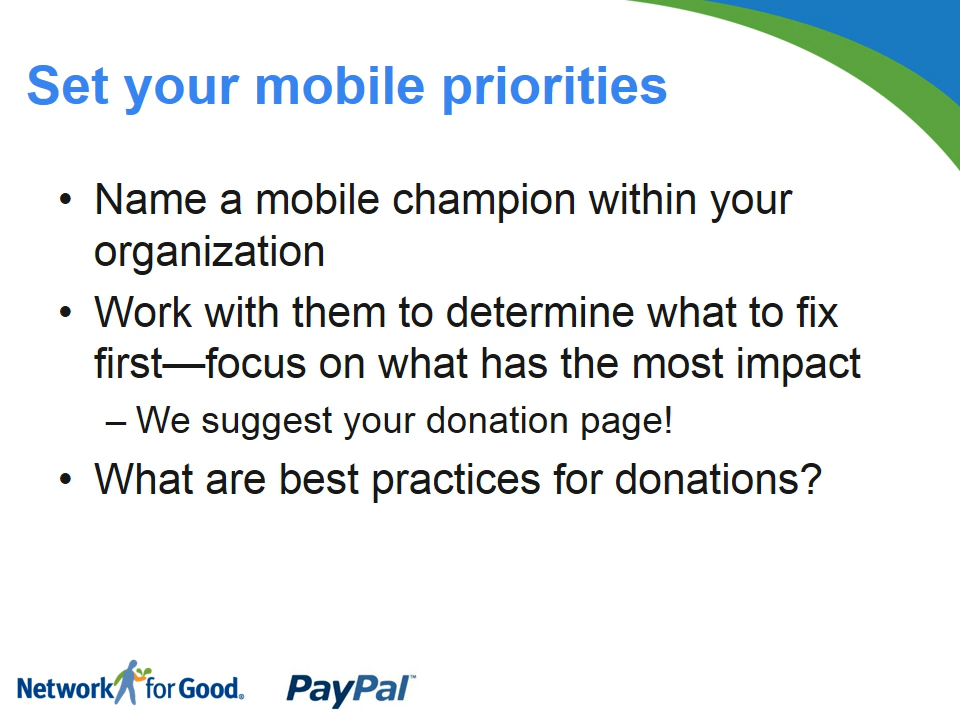 Set your mobile priorities
• Name a mobile champion within your
organization
• Work with them to determine what to fix
first—focus on what has the most impact
– We suggest your donation page!
• What are best practices for donations?
Network for Good®
PayPal™